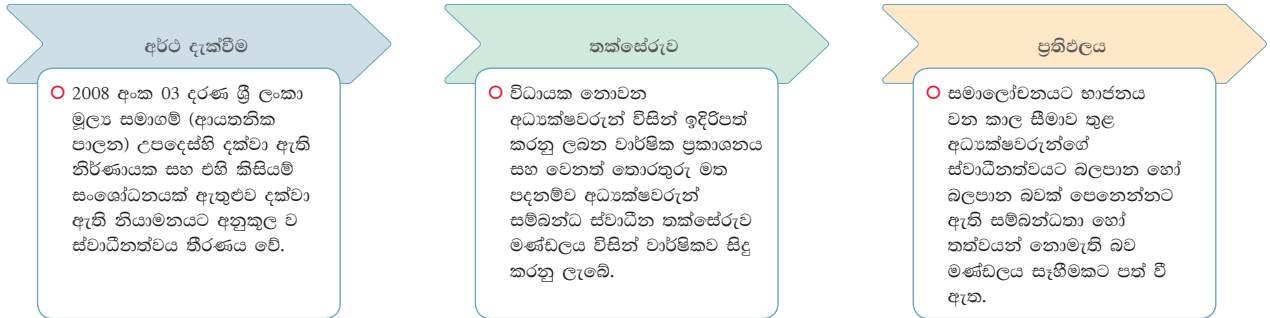 අර්ථ දැක්වීම
2008 අංක 03 දරණ ශ්‍රී ලංකා
මූල්‍ය සමාගම් (ආයතනික
පාලන) උපදෙස්හි දක්වා ඇති
නිර්ණායක සහ එහි කිසියම්
සංශෝධනයක් ඇතුළුව දක්වා
ඇති නියාමනයට අනුකූල ව
ස්වාධීනත්වය තීරණය වේ.
තක්සේරුව
විධායක නොවන
අධ්‍යක්ෂවරුන් විසින් ඉදිරිපත්
කරනු ලබන වාර්ෂික ප්‍රකාශනය
සහ වෙනත් තොරතුරු මත
පදනම්ව අධ්‍යක්ෂවරුන්
සම්බන්ධ ස්වාධීන තක්සේරුව
මණ්ඩලය විසින් වාර්ෂිකව සිදු
කරනු ලැබේ.
ප්‍රතිඵලය
සමාලෝචනයට භාජනය
වන කාල සීමාව තුළ
අධ්‍යක්ෂවරුන්ගේ
ස්වාධීනත්වයට බලපාන හෝ
බලපාන බවක් පෙනෙන්නට
ඇති සම්බන්ධතා හෝ
තත්වයන් නොමැති බව
මණ්ඩලය සෑහීමකට පත් වී
ඇත.